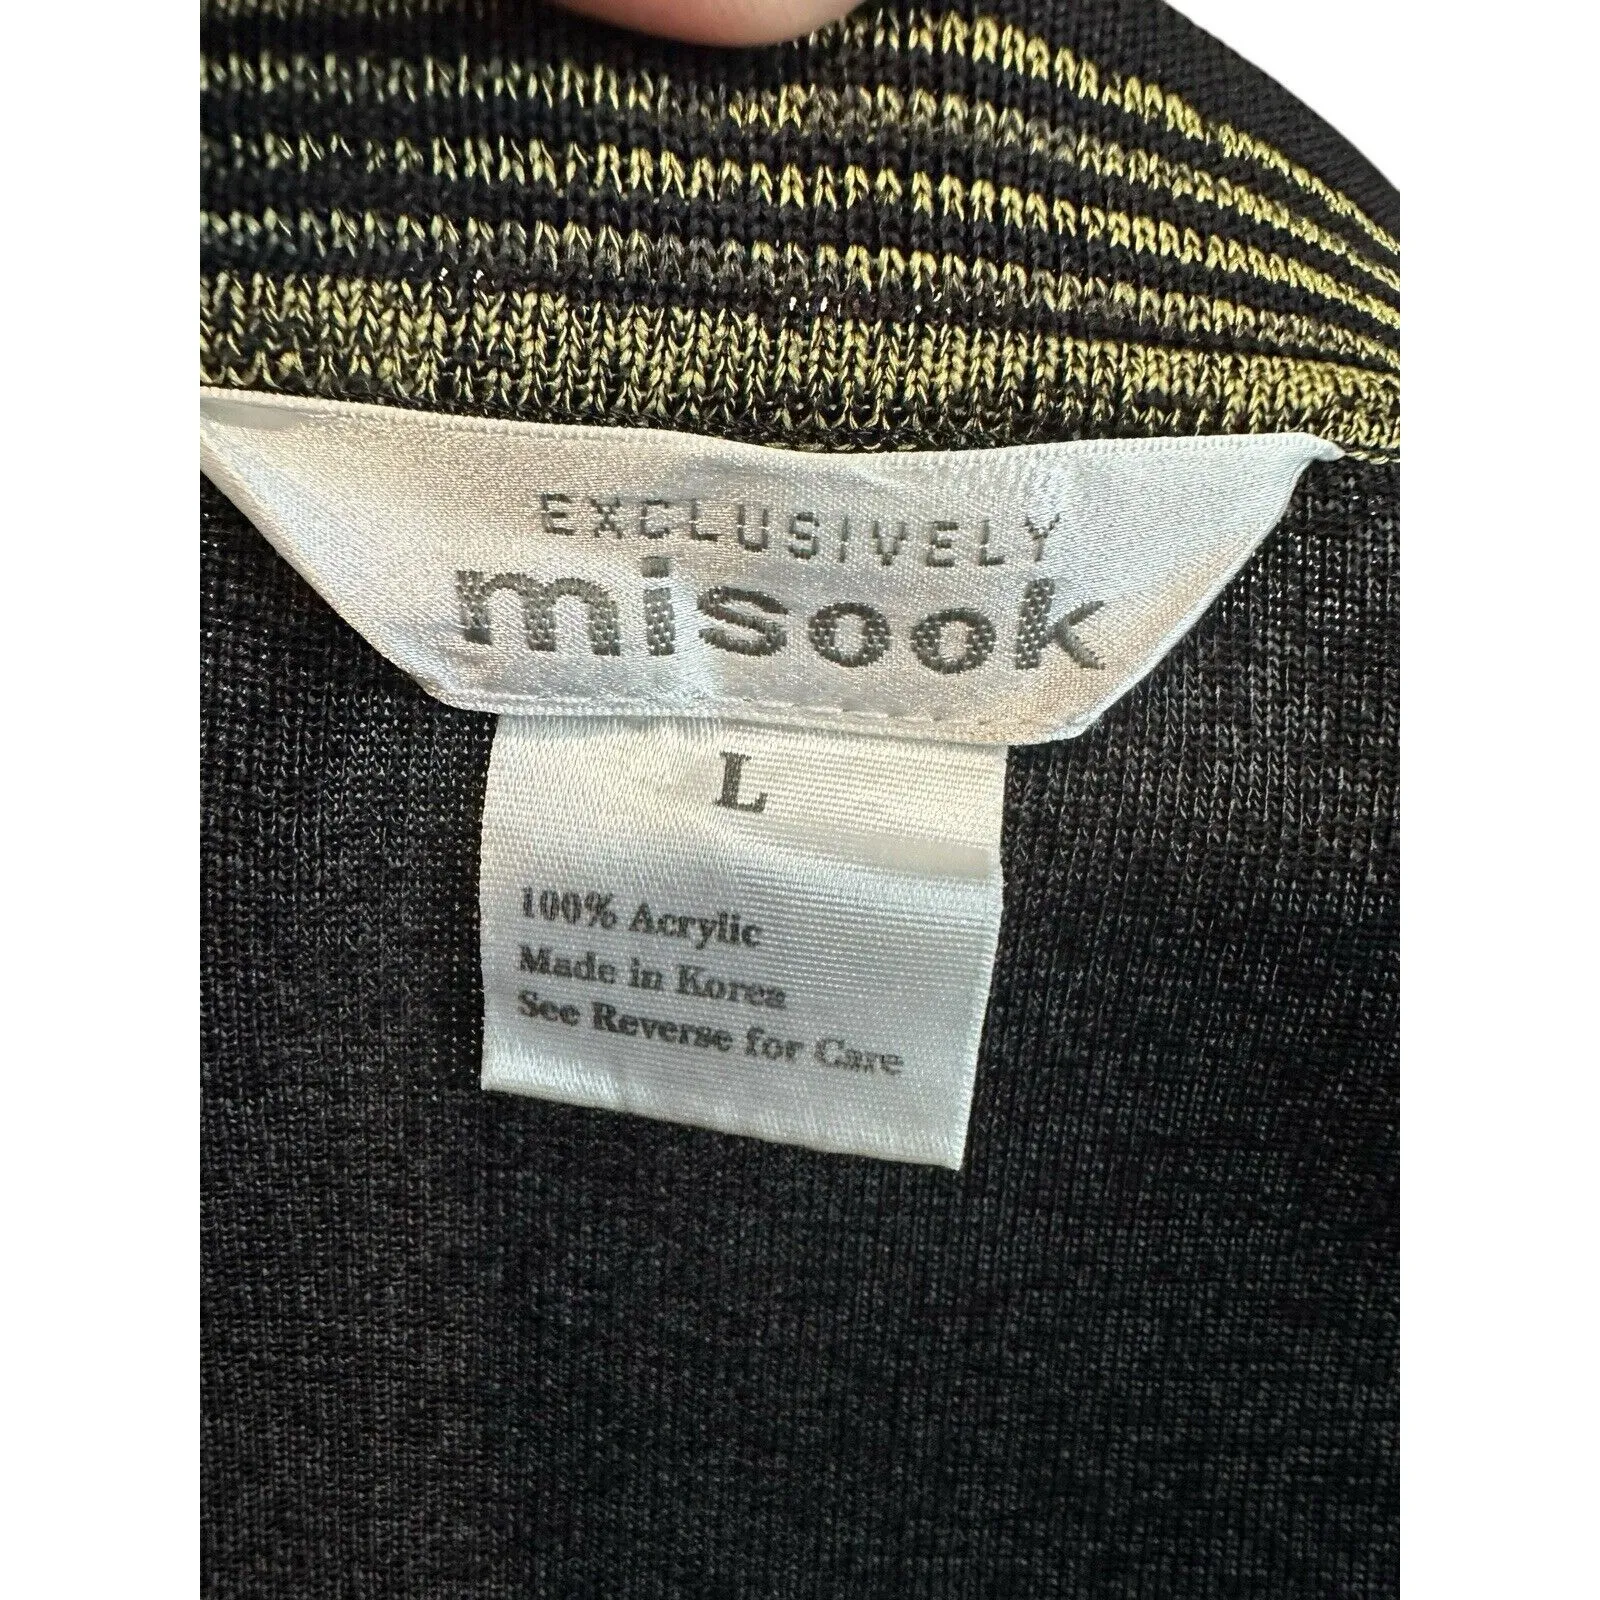 EXCLUSIVELY
misook
L
100% Acrylic
Made in Korea
See Reverse for Care